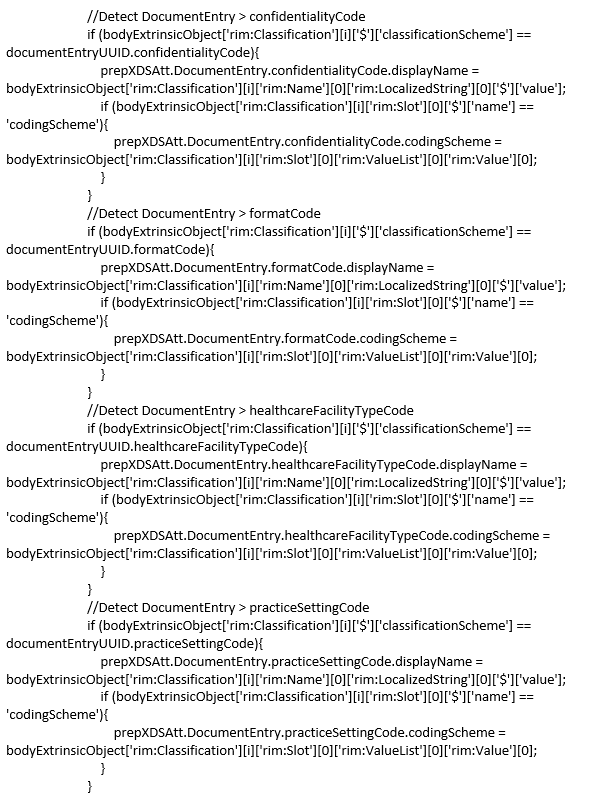 //Detect DocumentEntry > confidentialityCode
if (bodyExtrinsicObject['rim:Classification'][i]['$']['classificationScheme'] ==
documentEntryUUID.confidentialityCode){
prepXDSAtt.DocumentEntry.confidentialityCode.displayName =
bodyExtrinsicObject['rim:Classification'][i]['rim:Name'][0]['rim:LocalizedString'][0]['$']['value'];
if (bodyExtrinsicObject['rim:Classification'][i]['rim:Slot'][0]['$']['name'] ==
'codingScheme'){
prepXDSAtt.DocumentEntry.confidentialityCode.codingScheme =
bodyExtrinsicObject['rim:Classification'][i]['rim:Slot'][0]['rim:ValueList'][0]['rim:Value'][0];
}
}
//Detect DocumentEntry > formatCode
if (bodyExtrinsicObject['rim:Classification'][i]['$']['classificationScheme'] ==
documentEntryUUID.formatCode){
prepXDSAtt.DocumentEntry.formatCode.displayName =
bodyExtrinsicObject['rim:Classification'][i]['rim:Name'][0]['rim:LocalizedString'][0]['$']['value'];
if (bodyExtrinsicObject['rim:Classification'][i]['rim:Slot'][0]['$']['name'] ==
'codingScheme'){
prepXDSAtt.DocumentEntry.formatCode.codingScheme =
bodyExtrinsicObject['rim:Classification'][i]['rim:Slot'][0]['rim:ValueList'][0]['rim:Value'][0];
}
}
//Detect DocumentEntry > healthcareFacilityTypeCode
if (bodyExtrinsicObject['rim:Classification'][i]['$']['classificationScheme'] ==
documentEntryUUID.healthcareFacilityTypeCode){
prepXDSAtt.DocumentEntry.healthcareFacilityTypeCode.displayName =
bodyExtrinsicObject['rim:Classification'][i]['rim:Name'][0]['rim:LocalizedString'][0]['$']['value'];
if (bodyExtrinsicObject['rim:Classification'][i]['rim:Slot'][0]['$']['name'] ==
'codingScheme'){
prepXDSAtt.DocumentEntry.healthcareFacilityTypeCode.codingScheme =
bodyExtrinsicObject['rim:Classification'][i]['rim:Slot'][0]['rim:ValueList'][0]['rim:Value'][0];
}
}
//Detect DocumentEntry > practiceSettingCode
if (bodyExtrinsicObject['rim:Classification'][i]['$']['classificationScheme'] ==
documentEntryUUID.practiceSettingCode){
prepXDSAtt.DocumentEntry.practiceSettingCode.displayName =
bodyExtrinsicObject['rim:Classification'][i]['rim:Name'][0]['rim:LocalizedString'][0]['$']['value'];
if (bodyExtrinsicObject['rim:Classification'][i]['rim:Slot'][0]['$']['name'] ==
'codingScheme'){
prepXDSAtt.DocumentEntry.practiceSettingCode.codingScheme =
bodyExtrinsicObject['rim:Classification'][i]['rim:Slot'][0]['rim:ValueList'][0]['rim:Value'][0];
}
}